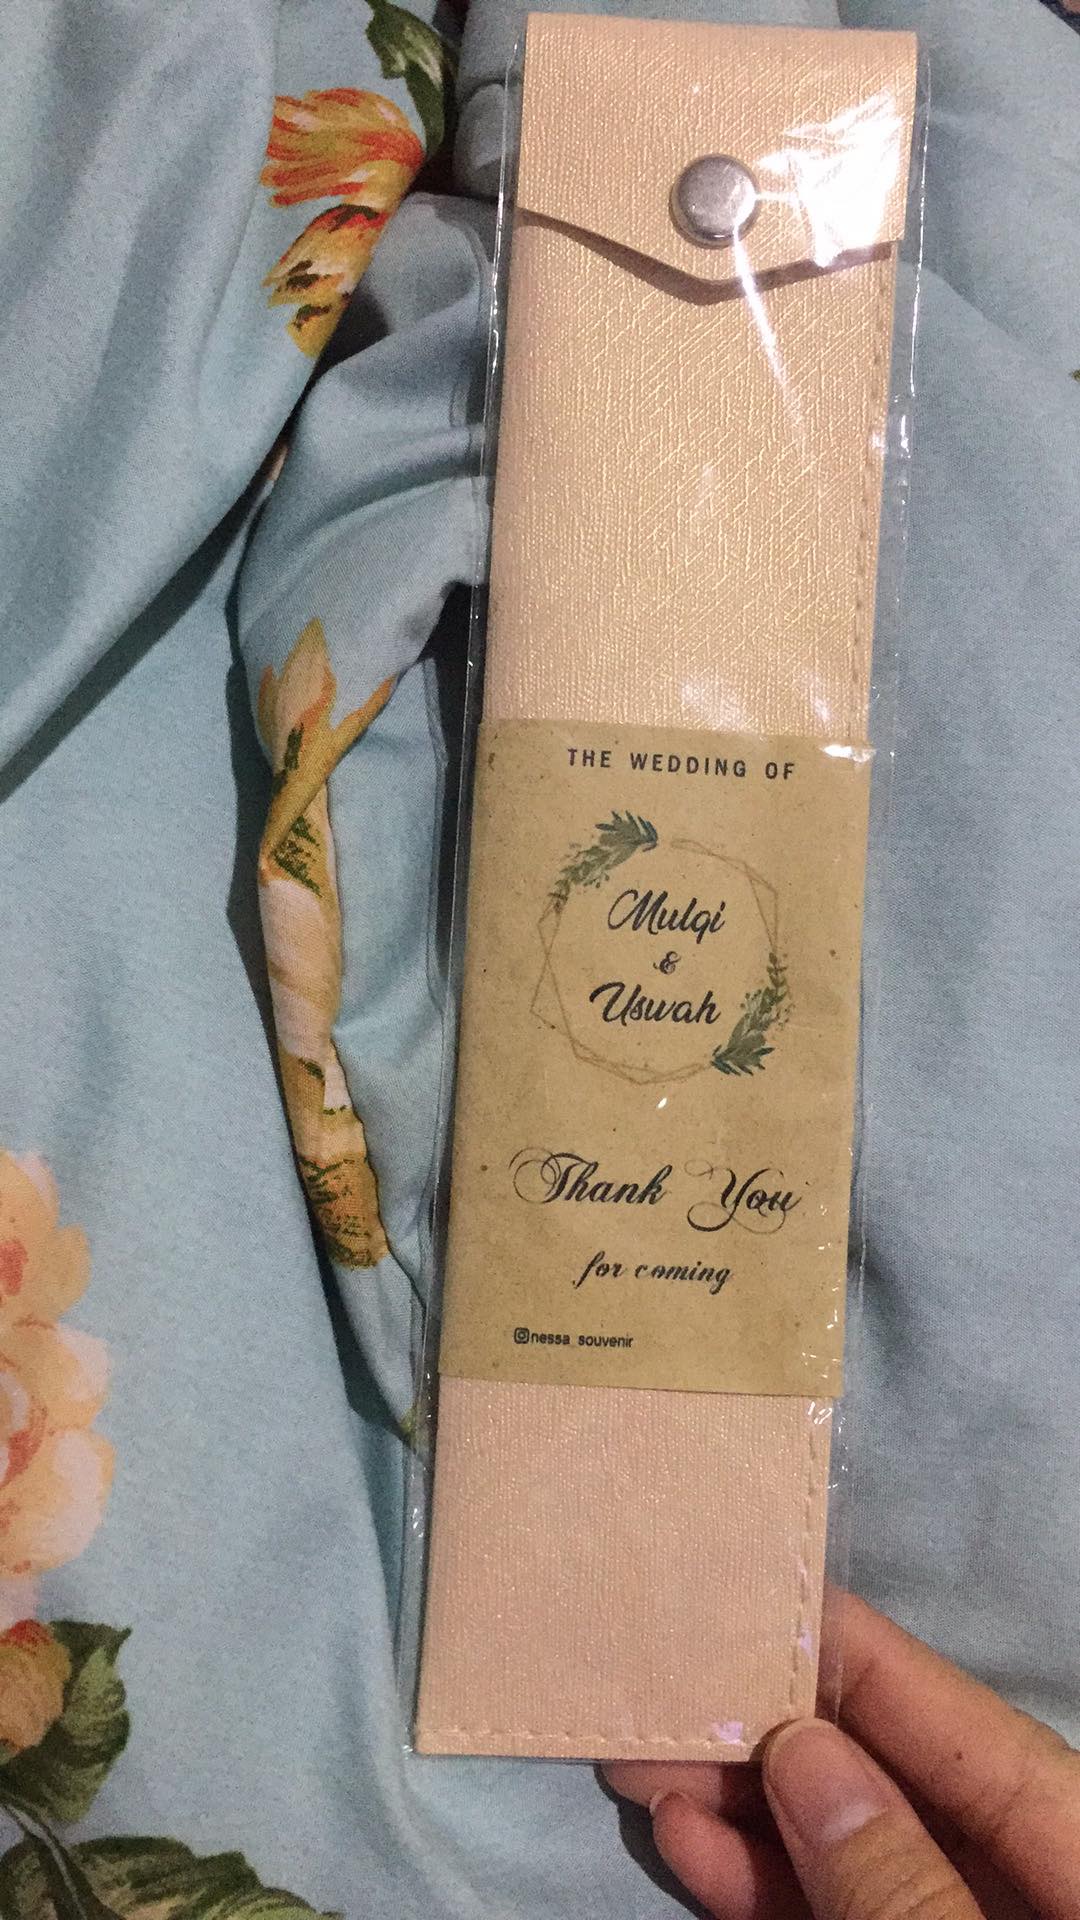 THE WEDDING OF
Mulqi
&
Uswah
Thank You
for coming
nessa_souvenir